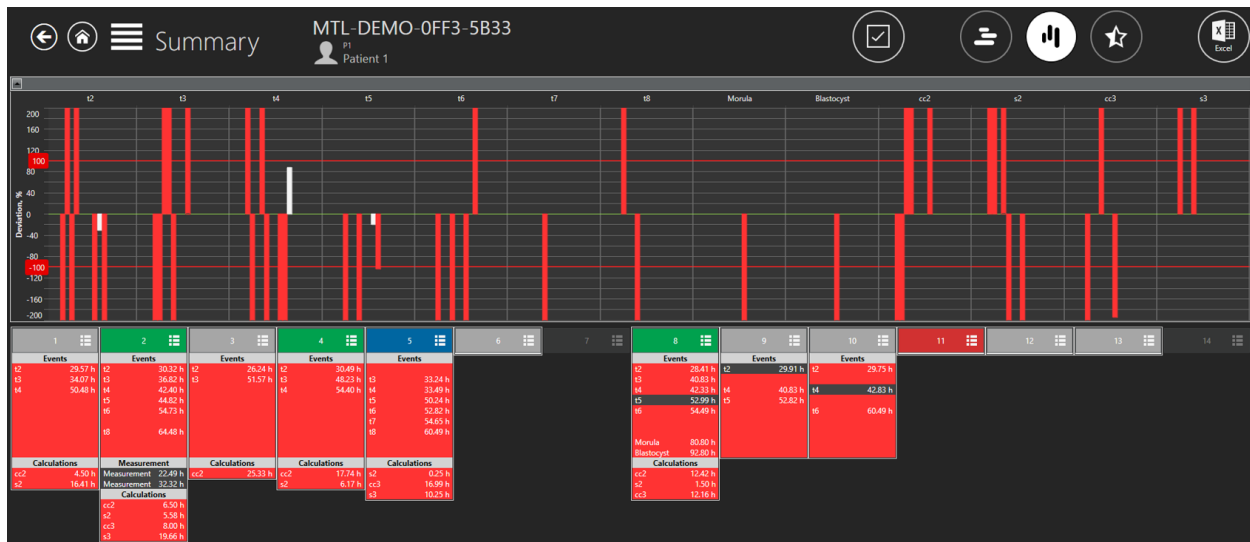 Summary
MTL-DEMO-0FF3-5B33
P1
Patient 1
X
Excel
t2 t3 t4 t5 t6 t7 t8 Morula Blastocyst cc2 s2 cc3 s3
Deviation, %
200
160
120
100
80
40
0
-40
-80
-100
-120
-160
-200
1 2 3 4 5 6 7 8 9 10 11 12 13 14
Events
t2 29.57 h
t3 34.07 h
t4 50.48 h
Calculations
cc2 4.50 h
s2 16.41 h
Events
t2 30.32 h
t3 36.82 h
t4 42.40 h
t5 44.82 h
t6 54.73 h
t8 64.48 h
Measurement
Measurement 22.49 h
Measurement 32.32 h
Calculations
cc2 6.50 h
s2 5.58 h
cc3 8.00 h
s3 19.66 h
Events
t2 26.24 h
t3 51.57 h
Calculations
cc2 25.33 h
Events
t2 30.49 h
t3 48.23 h
t4 54.40 h
Calculations
cc2 17.74 h
s2 6.17 h
Events
t3 33.24 h
t4 33.49 h
t5 50.24 h
t6 52.82 h
t7 54.65 h
t8 60.49 h
Calculations
s2 0.25 h
cc3 16.99 h
s3 10.25 h
Events
t2 28.41 h
t3 40.83 h
t4 42.33 h
t5 52.99 h
t6 54.49 h
Morula 80.80 h
Blastocyst 92.80 h
Calculations
cc2 12.42 h
s2 1.50 h
cc3 12.16 h
Events
t2 29.91 h
t4 40.83 h
t5 52.82 h
Events
t2 29.75 h
t4 42.83 h
t6 60.49 h